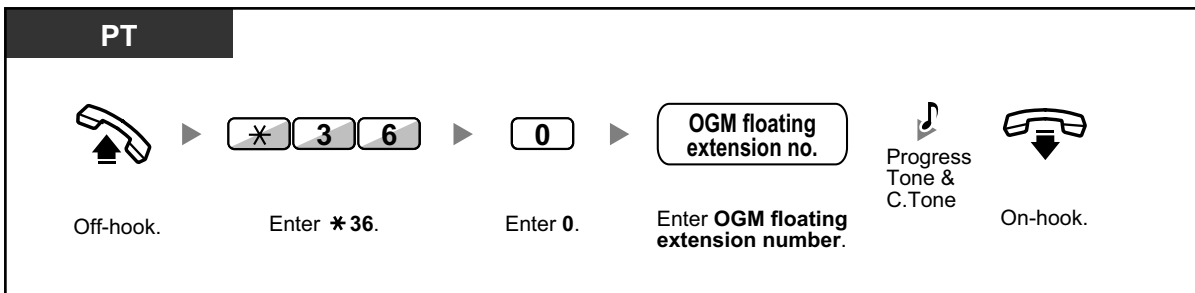 PT
✳ 3 6
0
OGM floating
extension no.
Progress
Tone &
C.Tone
Off-hook.
Enter ✳36.
Enter 0.
Enter OGM floating
extension number.
On-hook.